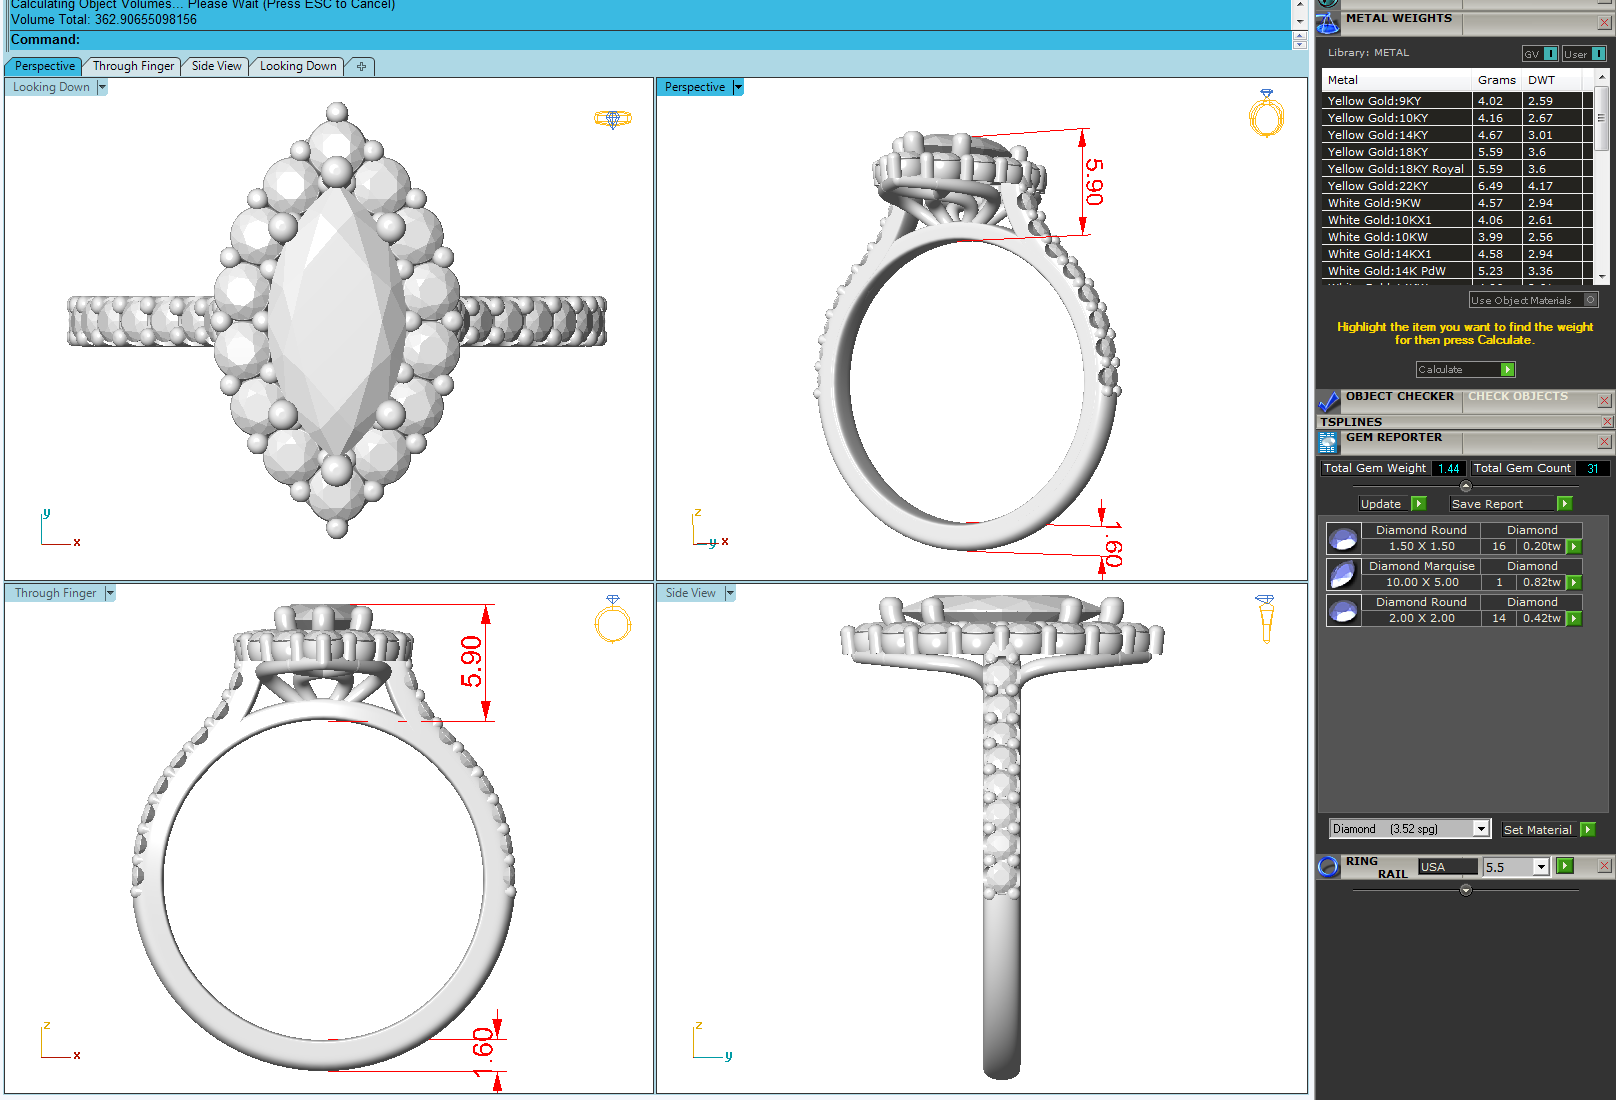 Calculating Object Volumes... Please Wait (Press ESC to Cancel)
Volume Total: 362.90655098156
Command:
Perspective Through Finger Side View Looking Down
Looking Down
Perspective
5.90
1.60
z
y x
y
x
Through Finger
5.90
1.60
z
x
Side View
z
y
METAL WEIGHTS
Library: METAL GV User
Metal Grams DWT
Yellow Gold:9KY 4.02 2.59
Yellow Gold:10KY 4.16 2.67
Yellow Gold:14KY 4.67 3.01
Yellow Gold:18KY 5.59 3.6
Yellow Gold:18KY Royal 5.59 3.6
Yellow Gold:22KY 6.49 4.17
White Gold:9KW 4.57 2.94
White Gold:10KX1 4.06 2.61
White Gold:10KW 3.99 2.56
White Gold:14KX1 4.58 2.94
White Gold:14K PdW 5.23 3.36
Use Object Materials
Highlight the item you want to find the weight
for then press Calculate.
Calculate
OBJECT CHECKER CHECK OBJECTS
TSPLINES
GEM REPORTER
Total Gem Weight 1.44 Total Gem Count 31
Update Save Report
Diamond Round Diamond
1.50 X 1.50 16 0.20tw
Diamond Marquise Diamond
10.00 X 5.00 1 0.82tw
Diamond Round Diamond
2.00 X 2.00 14 0.42tw
Diamond (3.52 spg) Set Material
RING RAIL USA 5.5